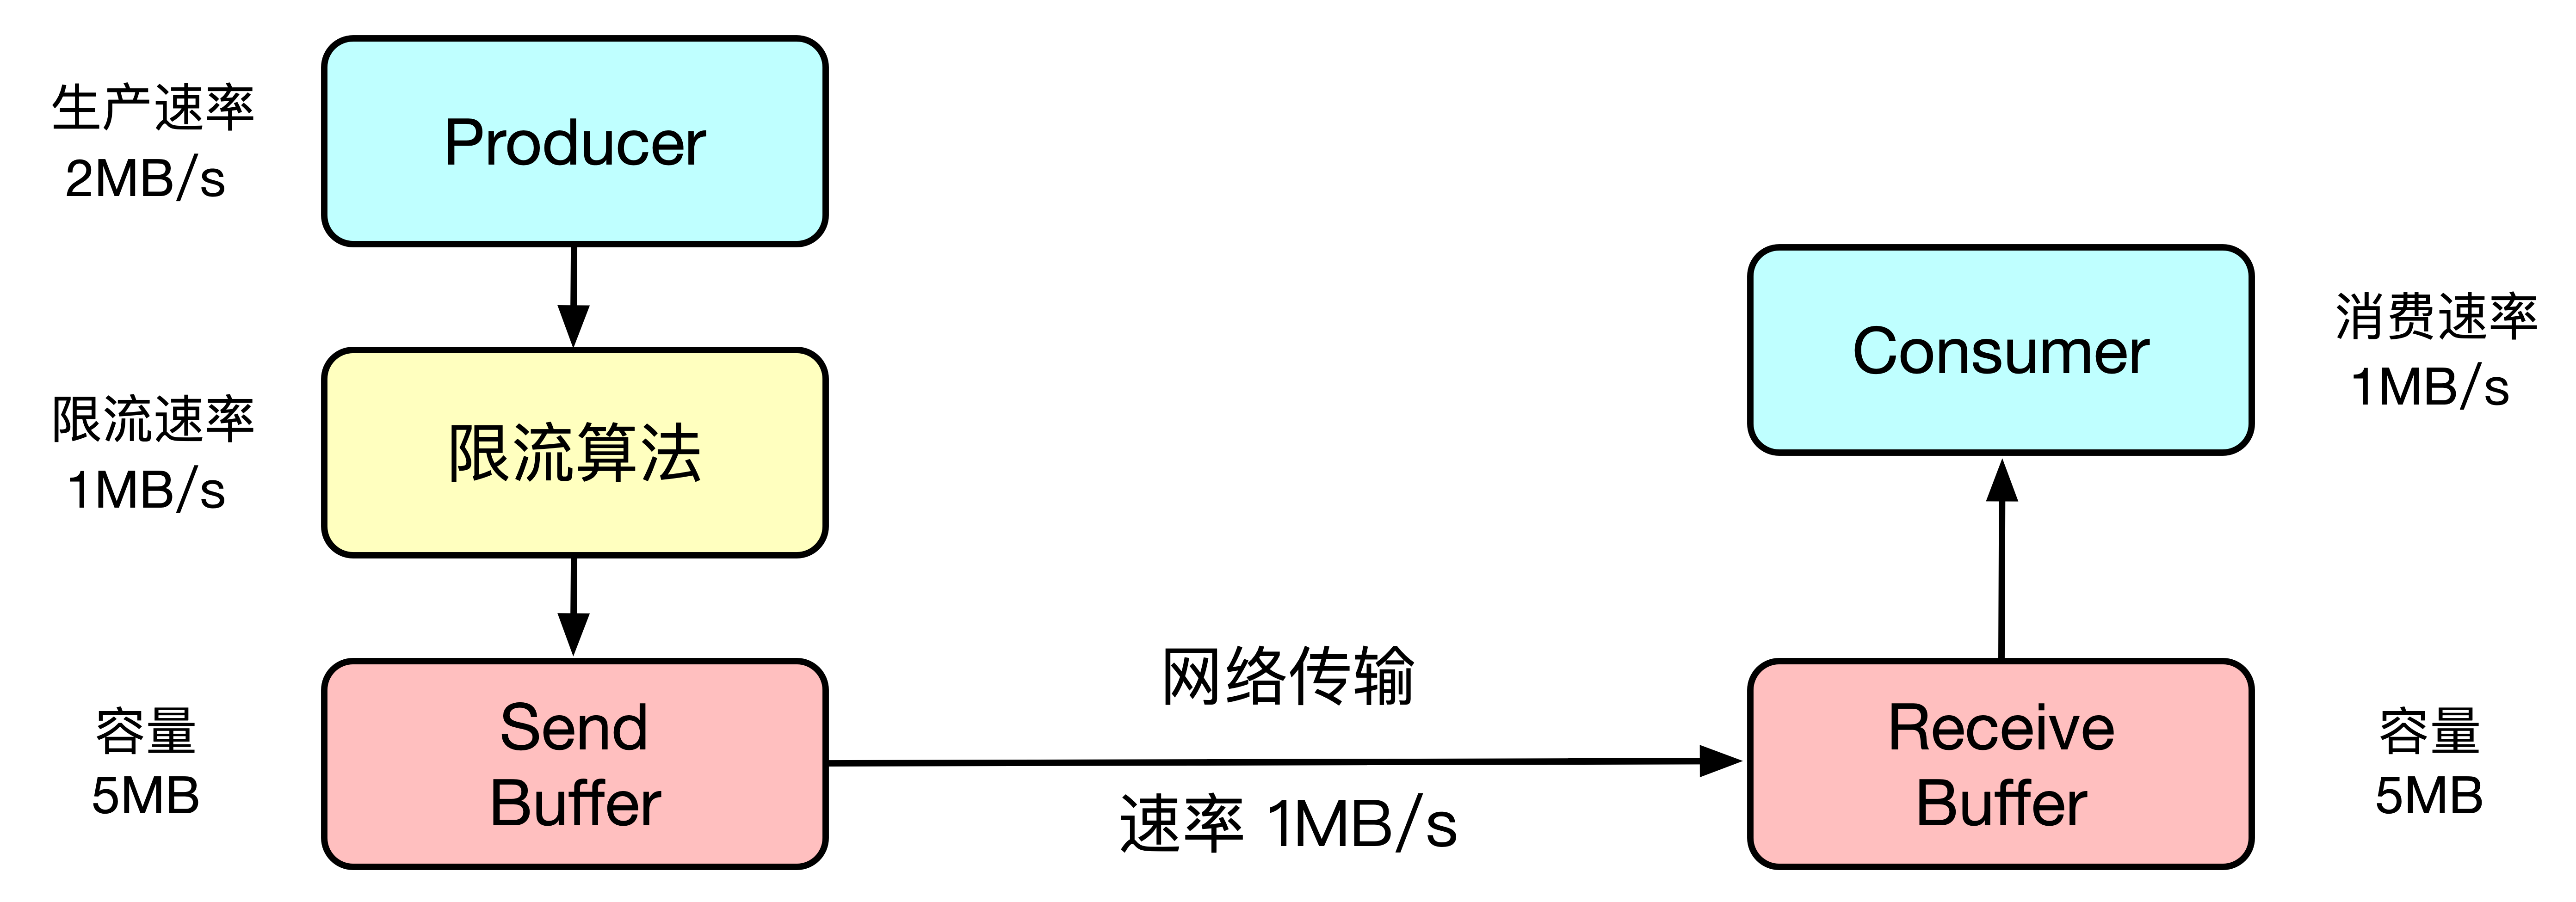 生产速率
2MB/s
Producer
限流速率
1MB/s
限流算法
容量
5MB
Send
Buffer
网络传输
速率 1MB/s
Consumer
消费速率
1MB/s
Receive
Buffer
容量
5MB